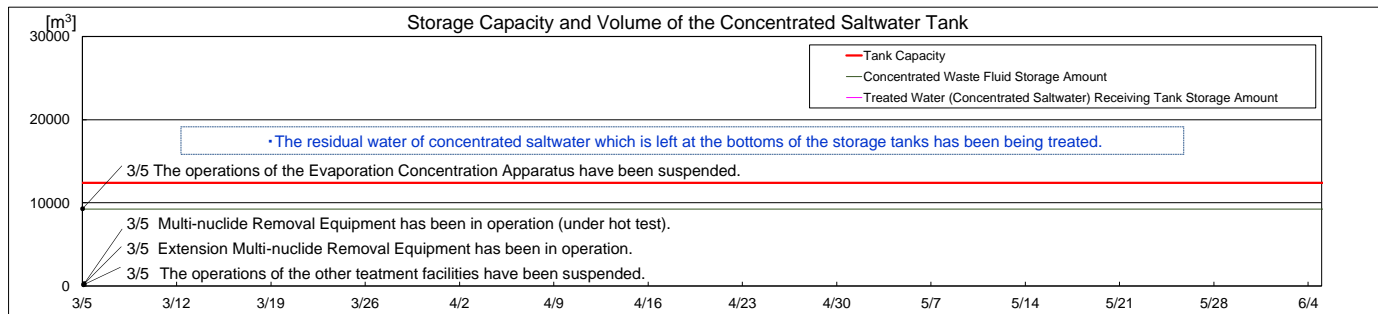 Storage Capacity and Volume of the Concentrated Saltwater Tank
[m³]
30000
20000
10000
0
Tank Capacity
Concentrated Waste Fluid Storage Amount
Treated Water (Concentrated Saltwater) Receiving Tank Storage Amount
・The residual water of concentrated saltwater which is left at the bottoms of the storage tanks has been being treated.
3/5 The operations of the Evaporation Concentration Apparatus have been suspended.
3/5 Multi-nuclide Removal Equipment has been in operation (under hot test).
3/5 Extension Multi-nuclide Removal Equipment has been in operation.
3/5 The operations of the other teatment facilities have been suspended.
3/5 3/12 3/19 3/26 4/2 4/9 4/16 4/23 4/30 5/7 5/14 5/21 5/28 6/4